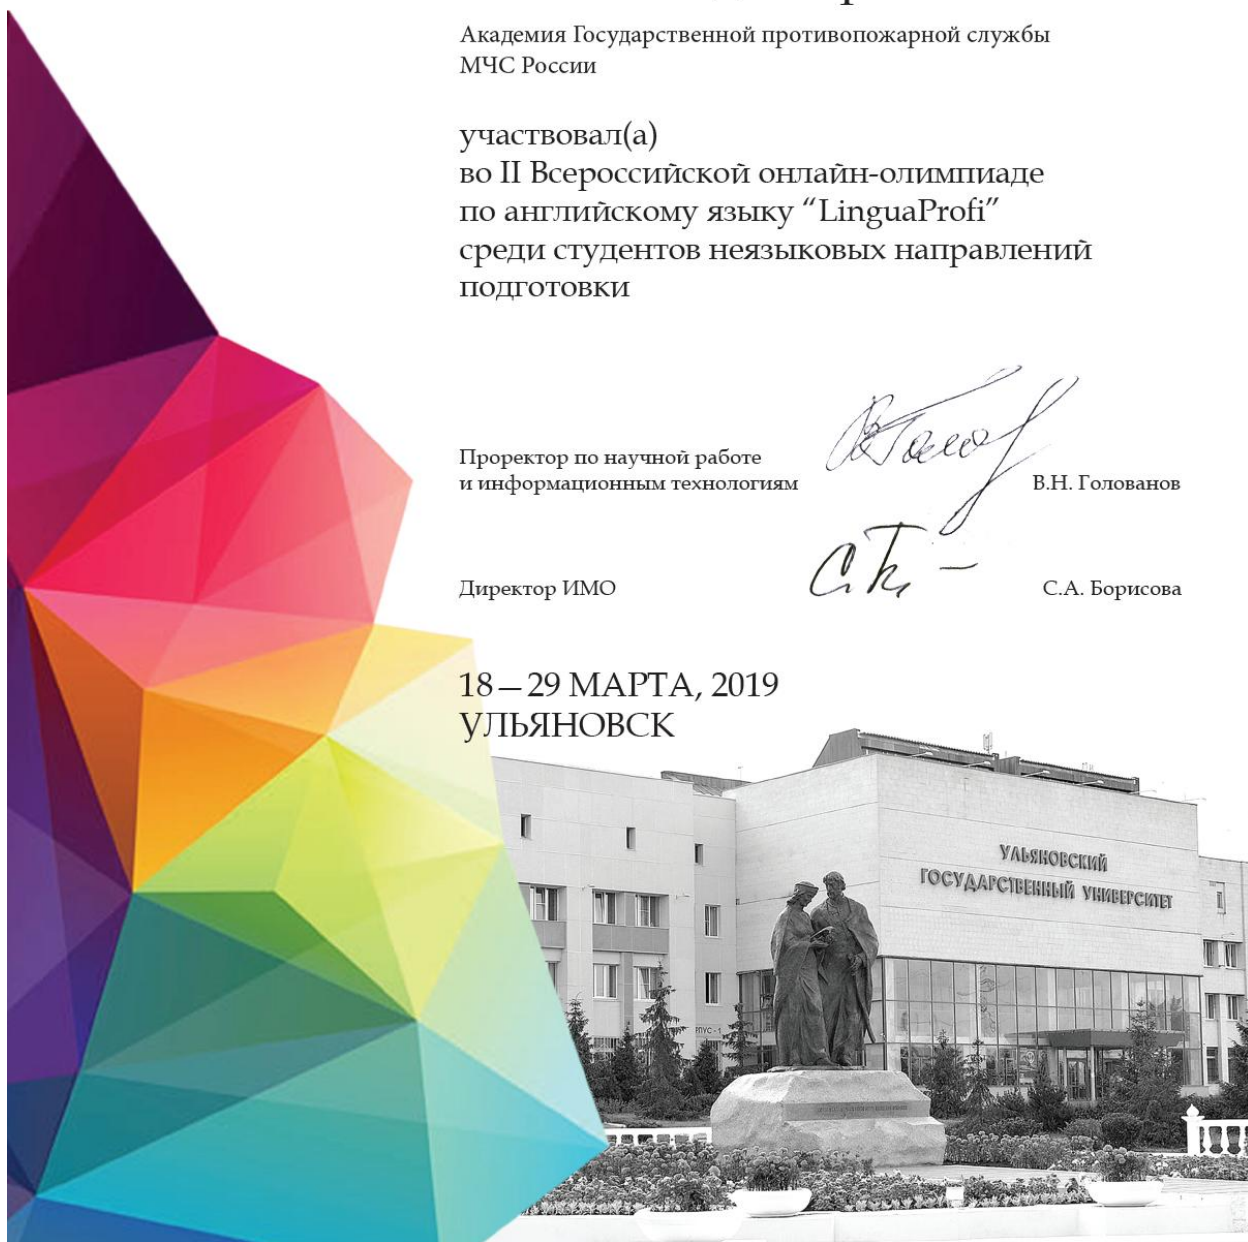 Академия Государственной противопожарной службы
МЧС России
участвовал(а)
во II Всероссийской онлайн-олимпиаде
по английскому языку “LinguaProfi”
среди студентов неязыковых направлений
подготовки
Проректор по научной работе
и информационным технологиям
В.Н. Голованов
Директор ИМО
С.А. Борисова
18 – 29 МАРТА, 2019
УЛЬЯНОВСК
УЛЬЯНОВСКИЙ
ГОСУДАРСТВЕННЫЙ УНИВЕРСИТЕТ